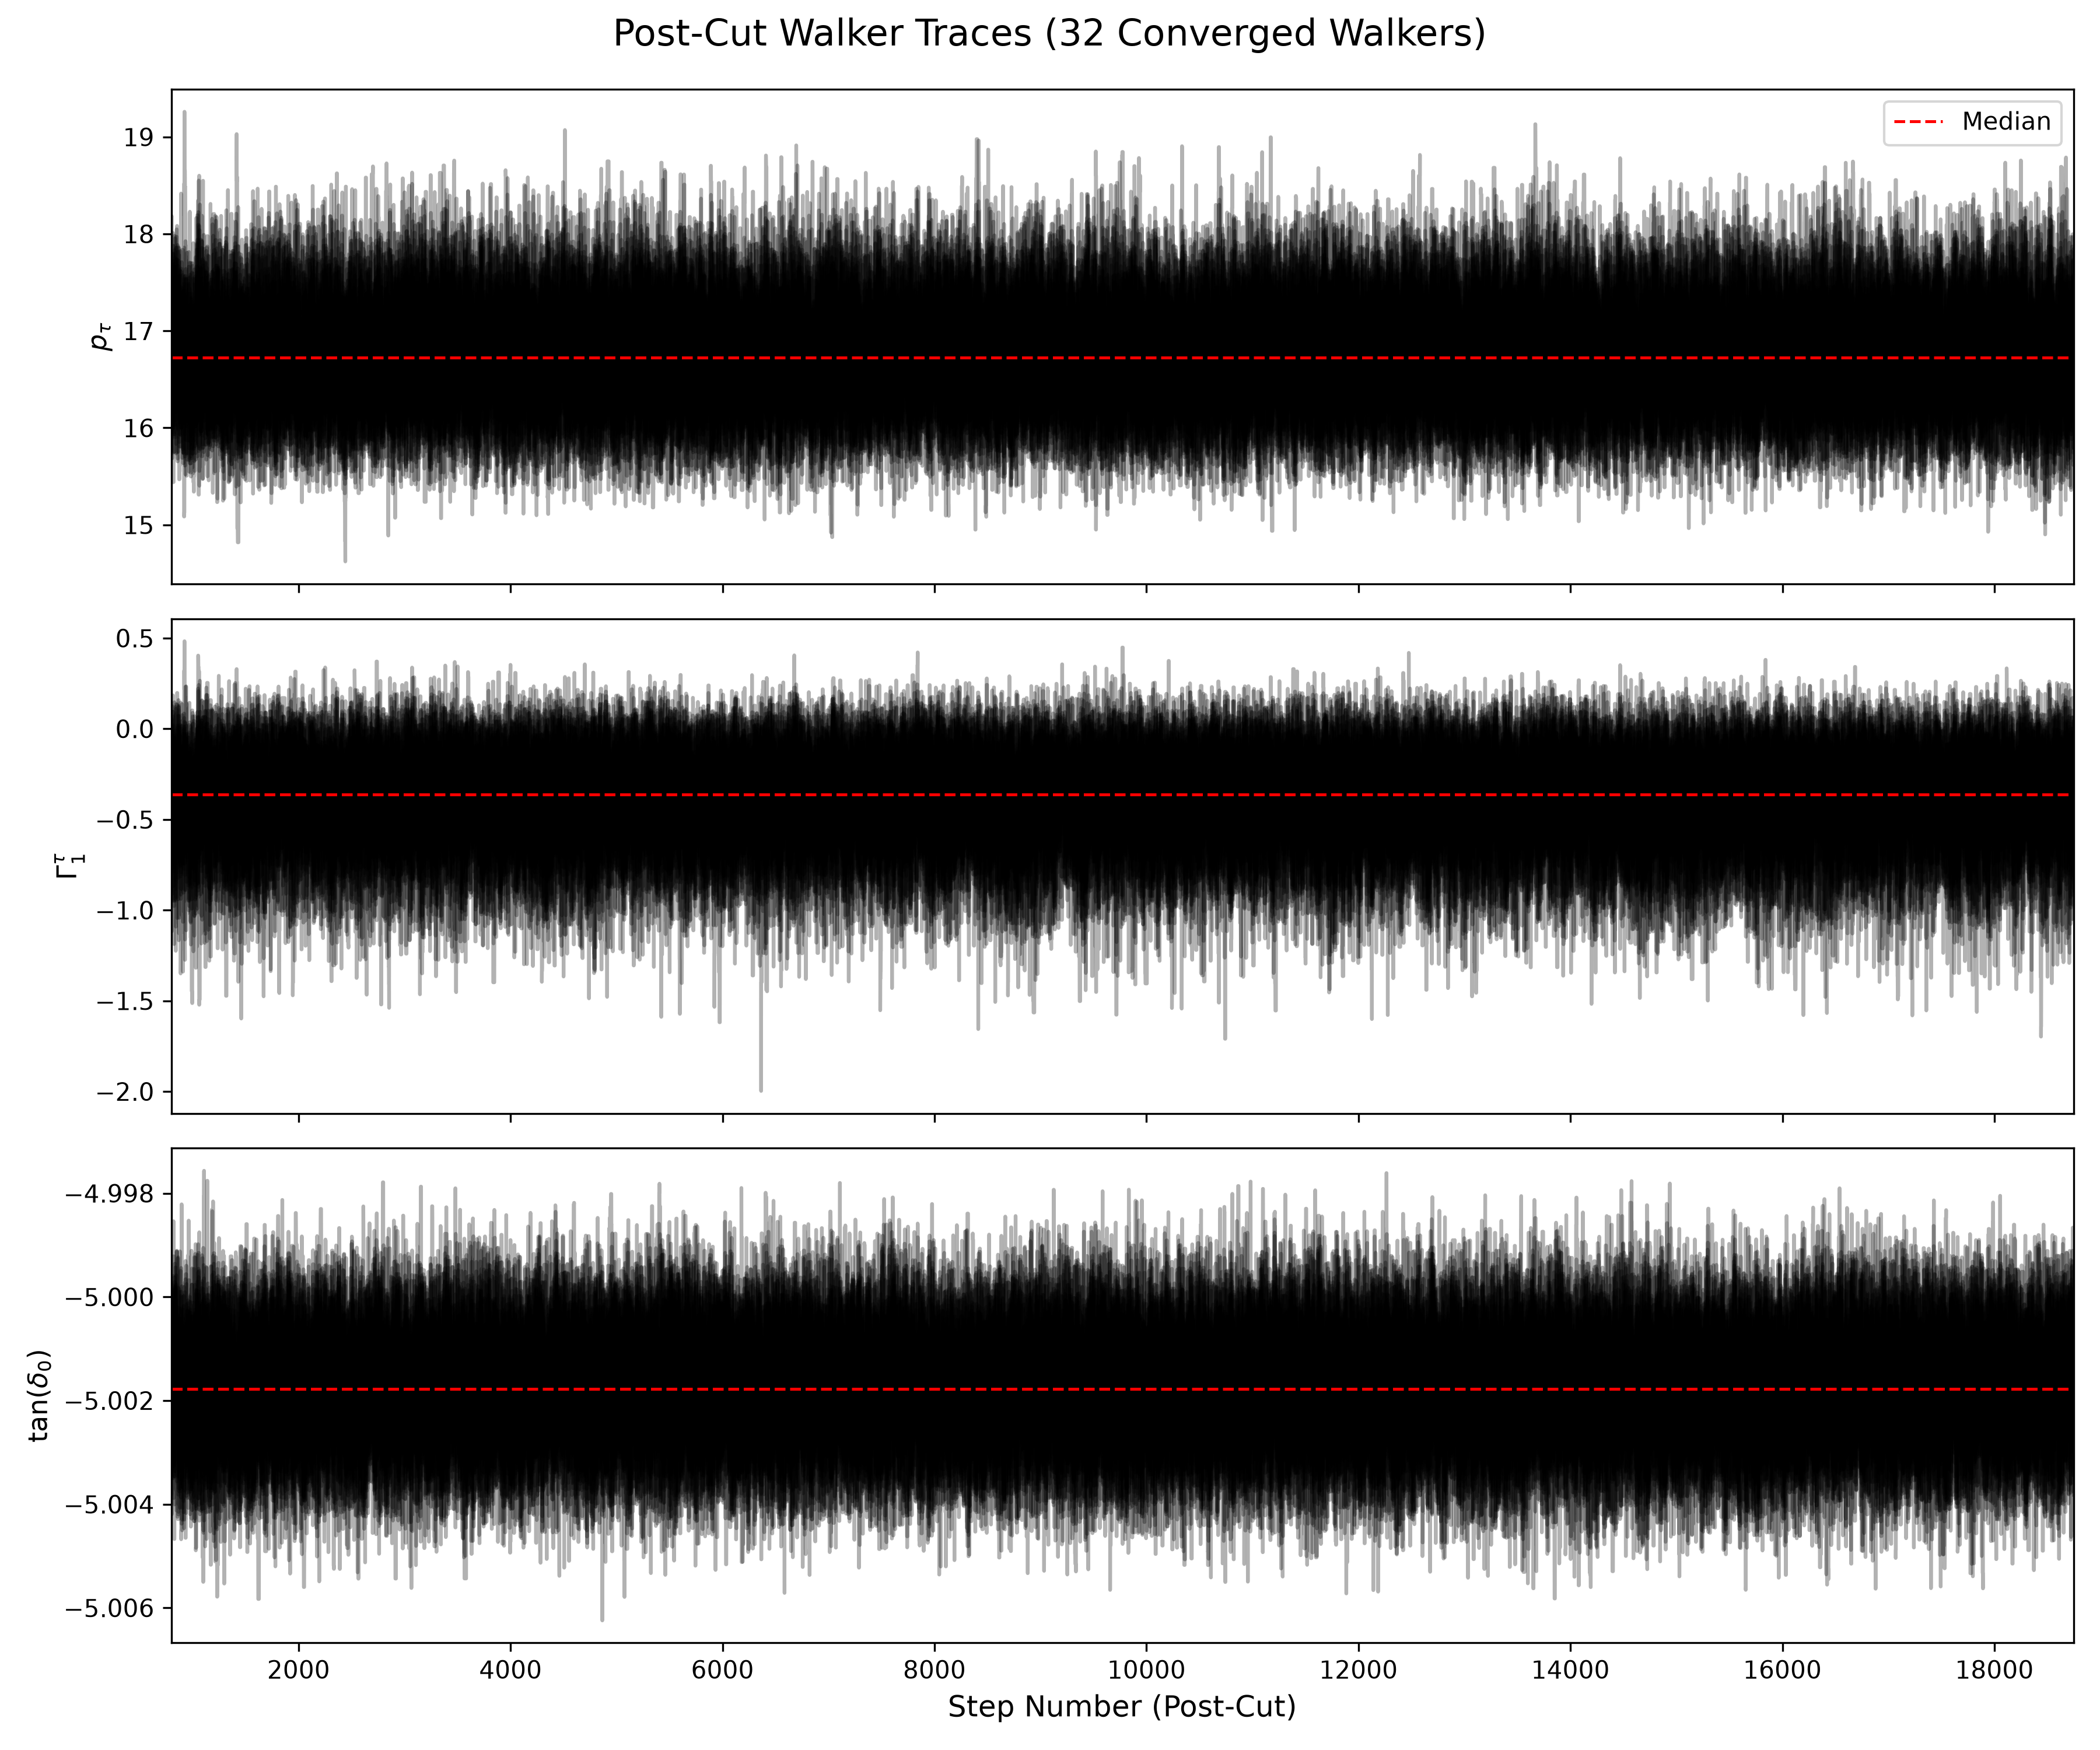 Post-Cut Walker Traces (32 Converged Walkers)
Median
19
18
17
16
15
p_τ
0.5
0.0
−0.5
−1.0
−1.5
−2.0
Γ₁^τ
−4.998
−5.000
−5.002
−5.004
−5.006
tan(δ₀)
2000 4000 6000 8000 10000 12000 14000 16000 18000
Step Number (Post-Cut)